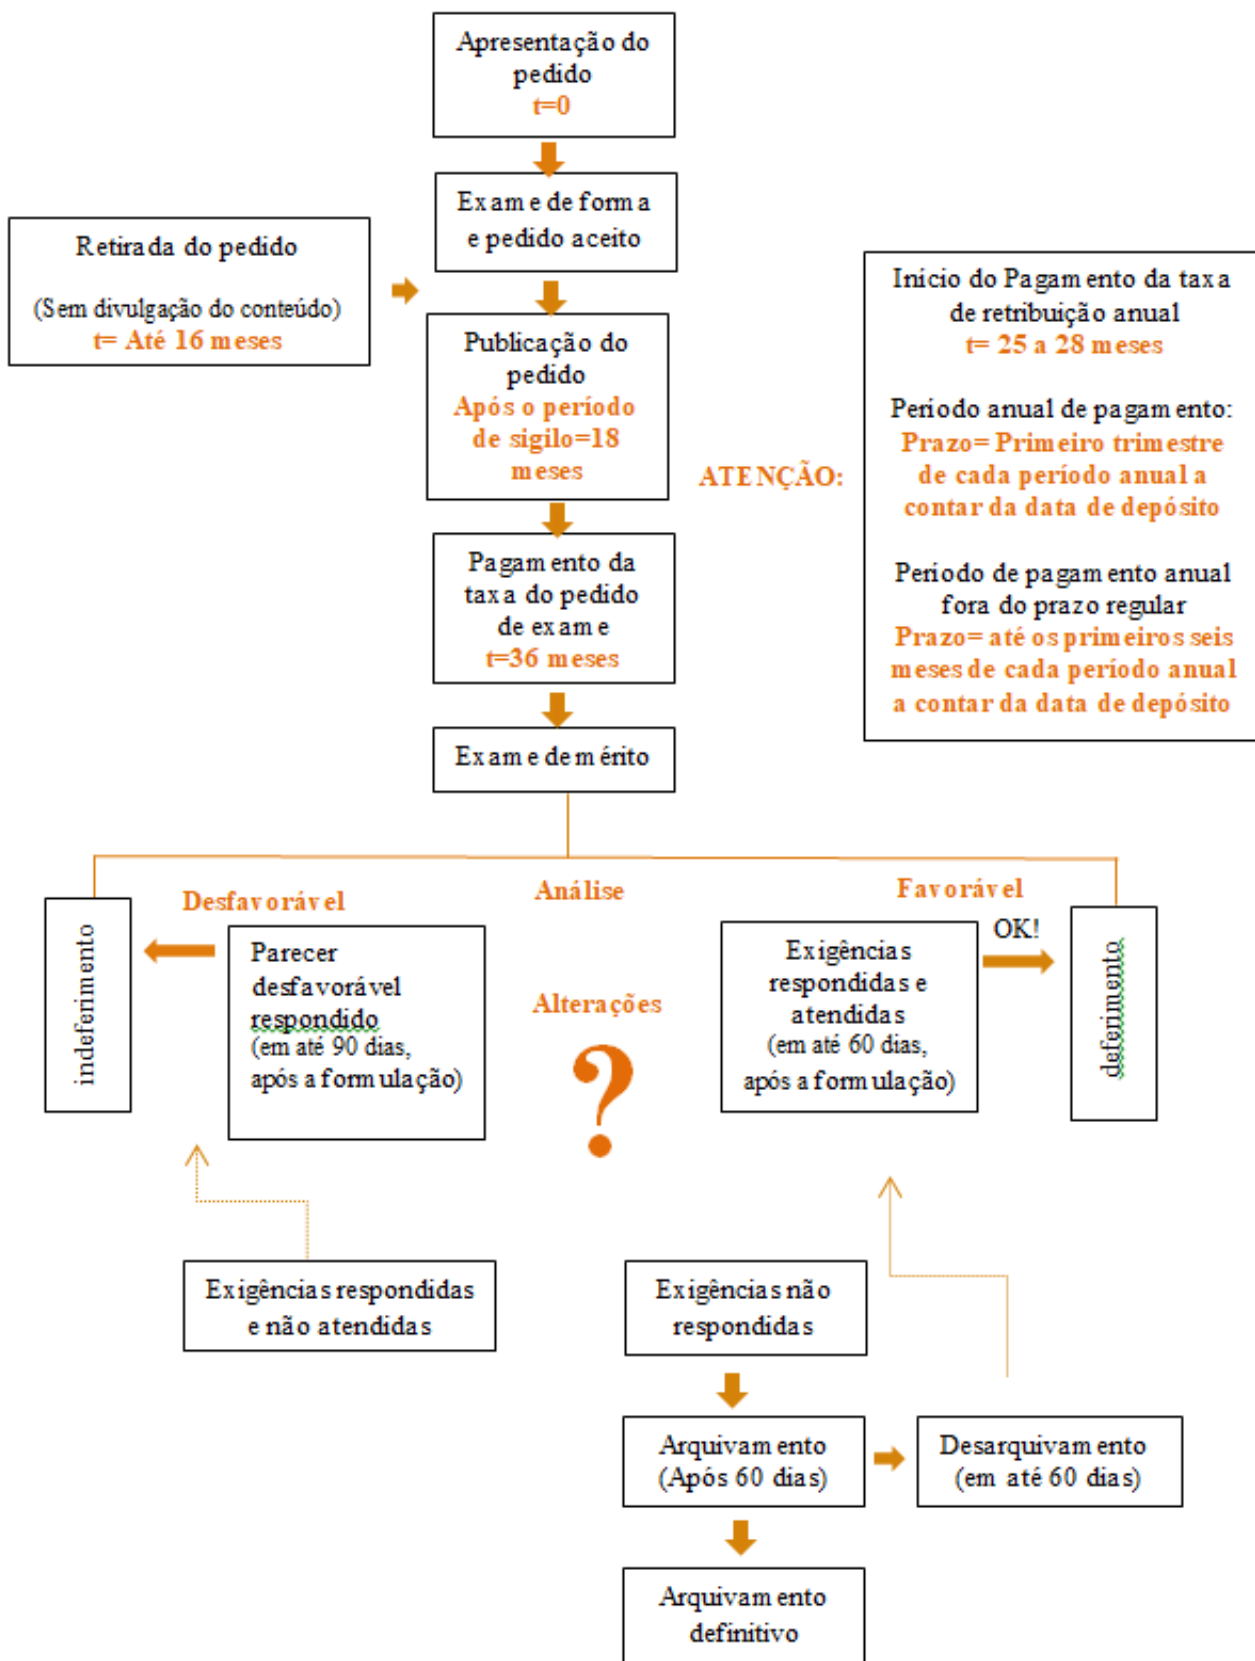 Apresentação do
pedido
t=0
Exame de forma
e pedido aceito
Retirada do pedido
(Sem divulgação do conteúdo)
t= Até 16 meses
Publicação do
pedido
Após o período
de sigilo=18
meses
ATENÇÃO:
Início do Pagamento da taxa
de retribuição anual
t= 25 a 28 meses
Período anual de pagamento:
Prazo= Primeiro trimestre
de cada período anual a
contar da data de depósito
Período de pagamento anual
fora do prazo regular
Prazo= até os primeiros seis
meses de cada período anual
a contar da data de depósito
Pagamento da
taxa do pedido
de exame
t=36 meses
Exame de mérito
Desfavorável
Análise
Favorável
indeferimento
Parecer
desfavorável
respondido
(em até 90 dias,
após a formulação)
Alterações
?
Exigências
respondidas e
atendidas
(em até 60 dias,
após a formulação)
OK!
deferimento
Exigências respondidas
e não atendidas
Exigências não
respondidas
Arquivamento
(Após 60 dias)
Desarquivamento
(em até 60 dias)
Arquivamento
definitivo